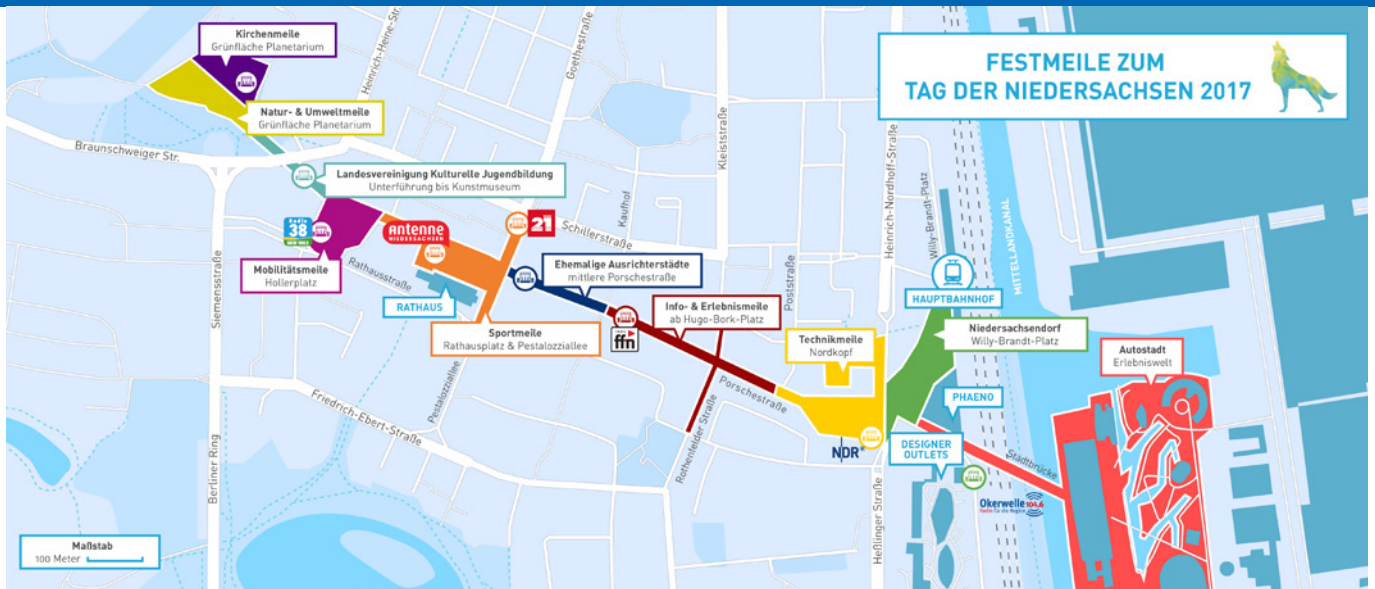 FESTMEILE ZUM
TAG DER NIEDERSACHSEN 2017
Kirchenmeile
Grünfläche Planetarium
Heinrich-Heine-Str.
Goethestraße
Natur- & Umweltmeile
Grünfläche Planetarium
Braunschweiger Str.
Landesvereinigung Kulturelle Jugendbildung
Unterführung bis Kunstmuseum
Kaufhof
Kleiststraße
Heinrich-Nordhoff-Straße
Willy-Brandt-Platz
MITTELLANDKANAL
Radio
38
Antenne
NIEDERSACHSEN
21
Schillerstraße
Mobilitätsmeile
Hollerplatz
Rathausstraße
RATHAUS
Ehemalige Ausrichterstädte
mittlere Porschestraße
Poststraße
HAUPTBAHNHOF
Siemensstraße
Sportmeile
Rathausplatz & Pestalozziallee
ffn
Info- & Erlebnismeile
ab Hugo-Bork-Platz
Technikmeile
Nordkopf
Niedersachsendorf
Willy-Brandt-Platz
Autostadt
Erlebniswelt
Pestalozziallee
Porschestraße
PHAENO
Friedrich-Ebert-Straße
Rothenfelder Straße
NDR
DESIGNER
OUTLETS
Stadtbrücke
Berliner Ring
Heßlinger Straße
Okerwelle 104,6
Radio für die Region
Maßstab
100 Meter